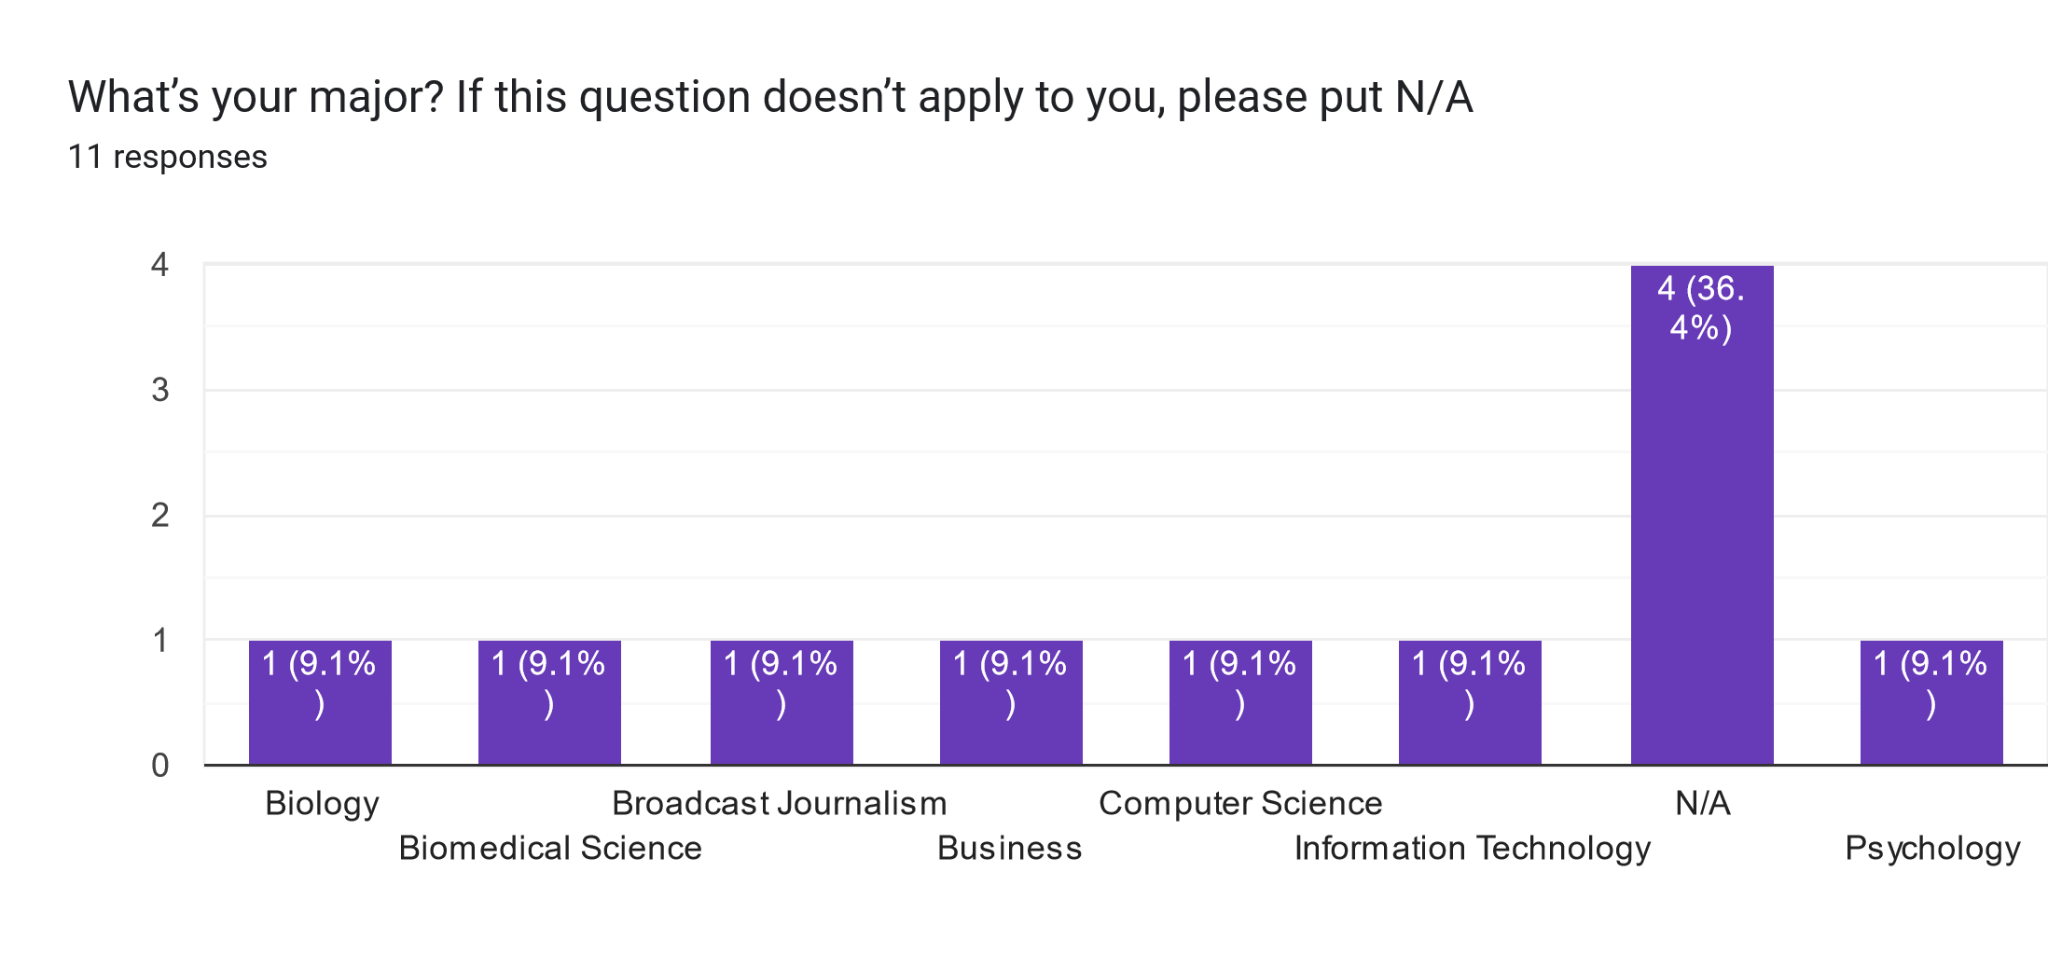 What’s your major? If this question doesn’t apply to you, please put N/A
11 responses
4
3
2
1
0
1 (9.1%
)
1 (9.1%
)
1 (9.1%
)
1 (9.1%
)
1 (9.1%
)
1 (9.1%
)
4 (36.
4%)
1 (9.1%
)
Biology
Biomedical Science
Broadcast Journalism
Business
Computer Science
Information Technology
N/A
Psychology